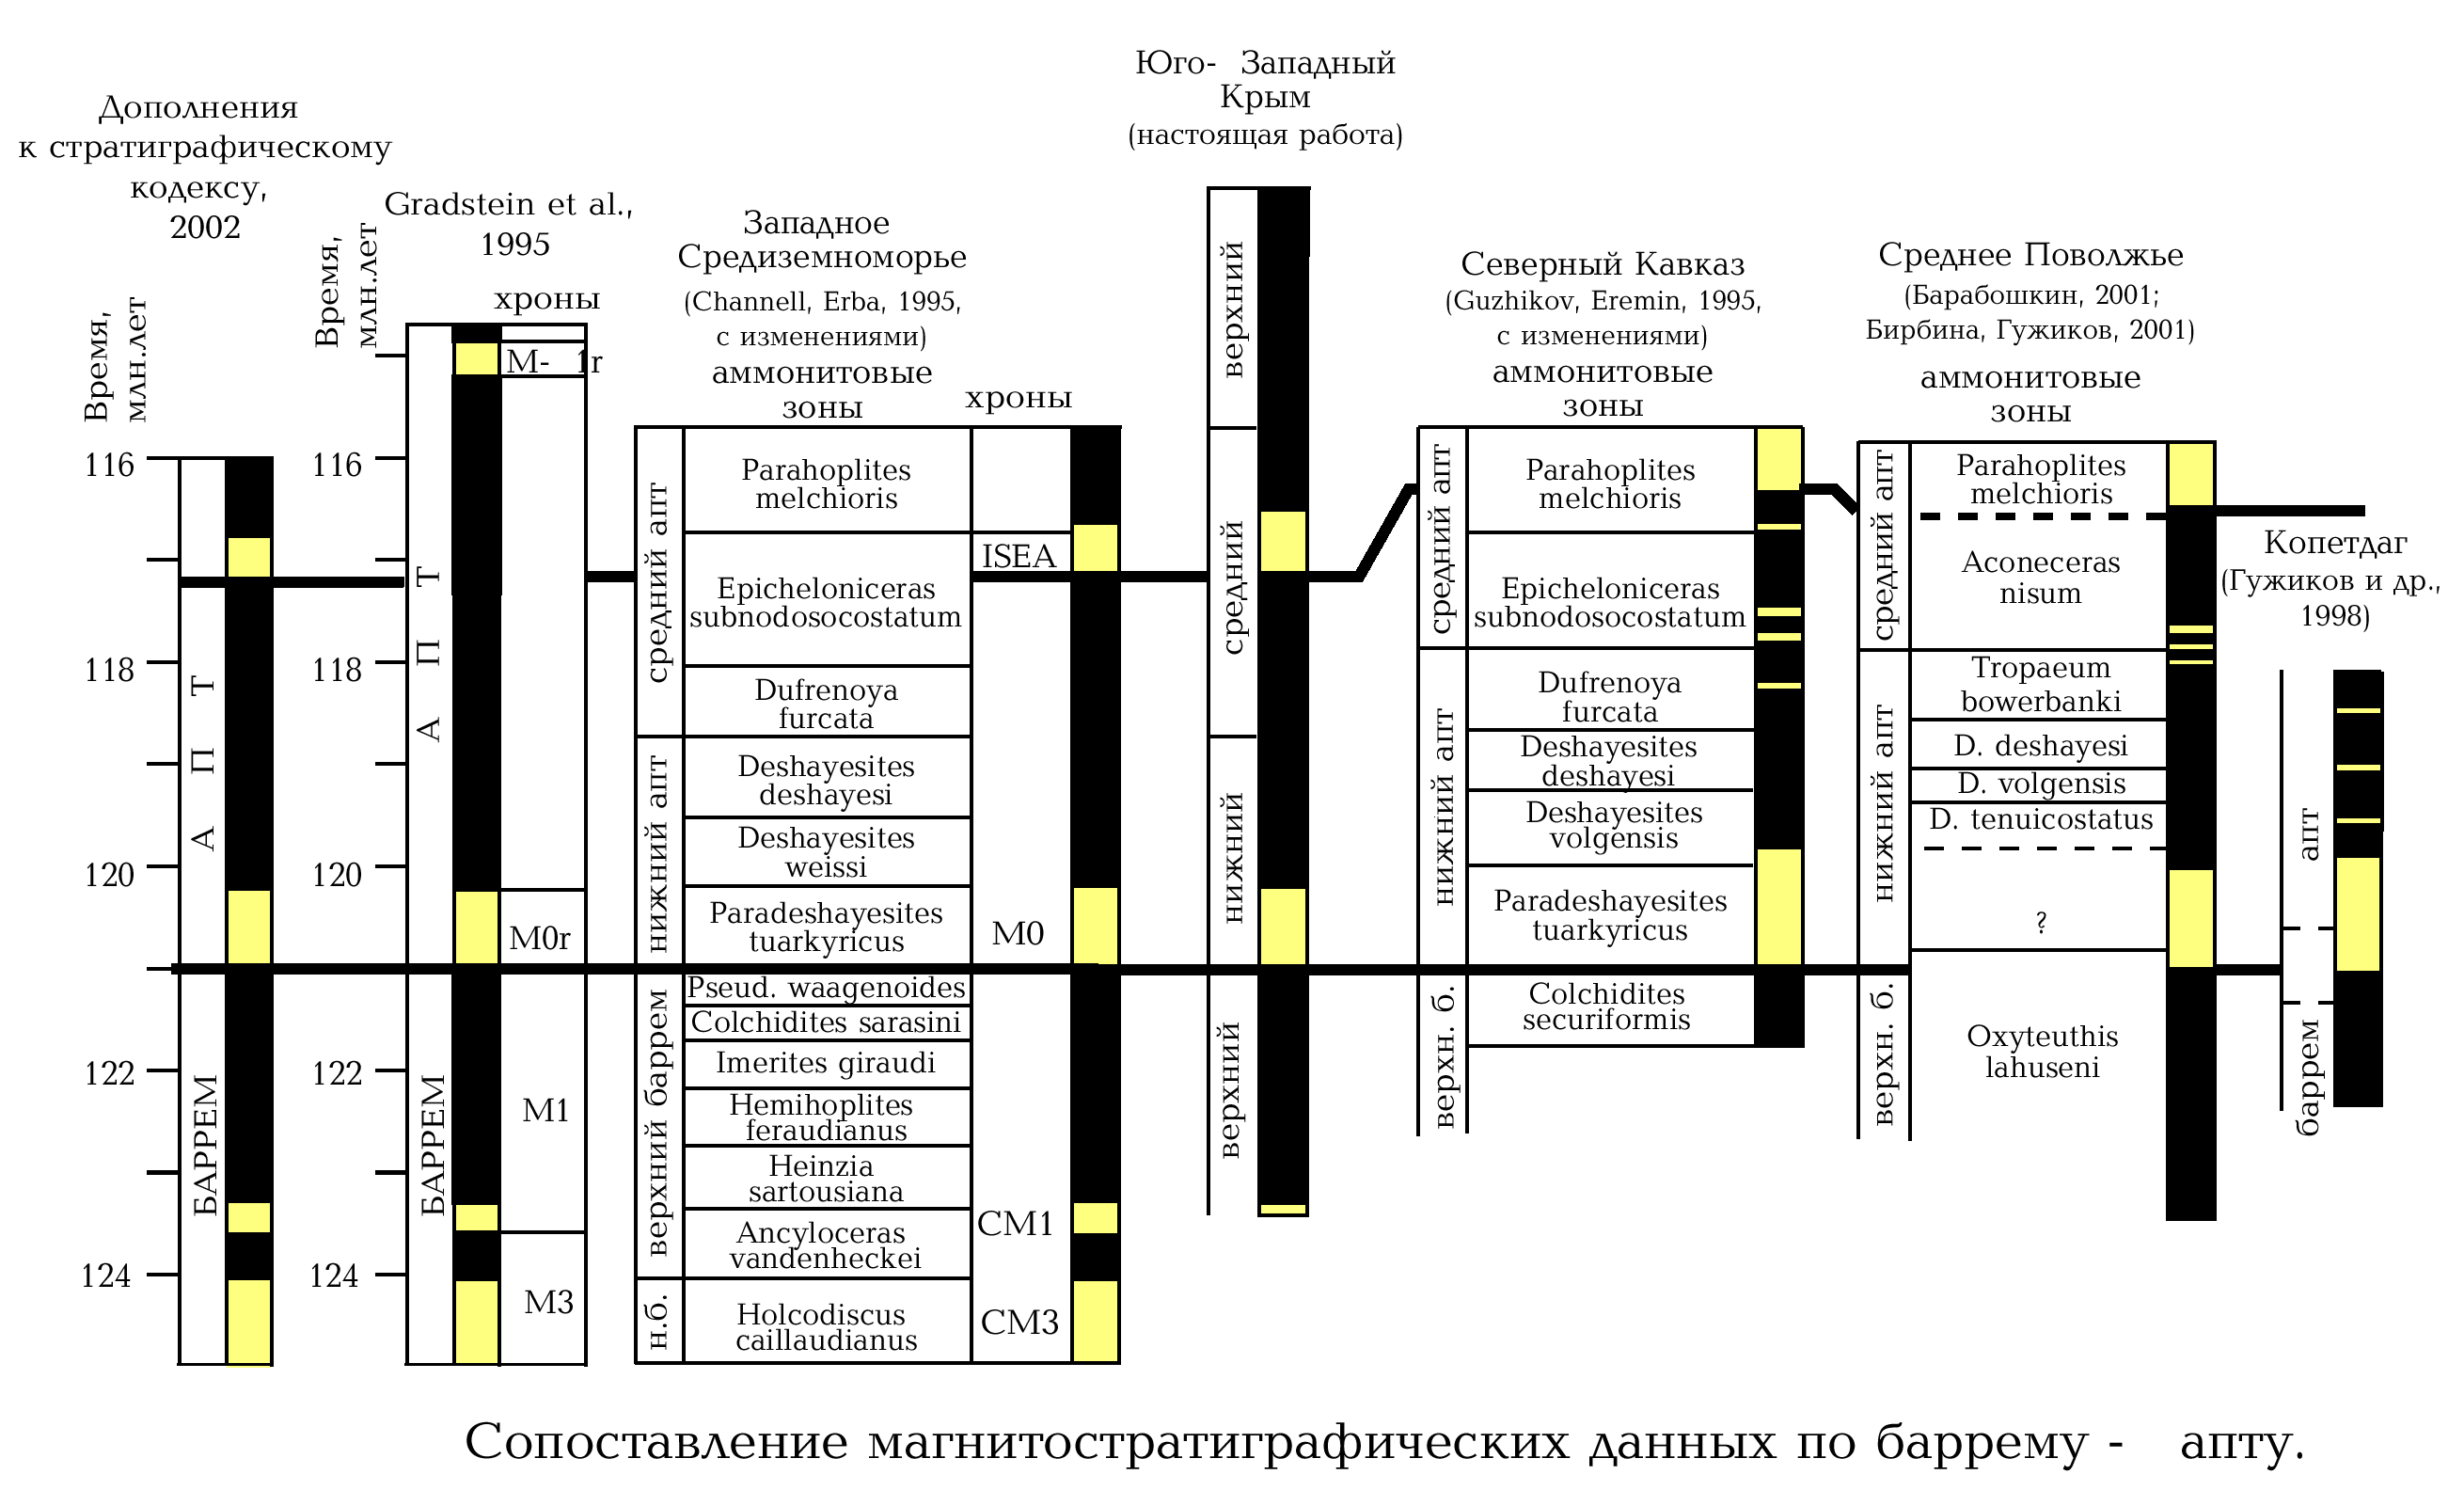 Дополнения
к стратиграфическому
кодексу,
2002
Время,
млн.лет
116
118
120
122
124
А П Т
БАРРЕМ
Gradstein et al.,
1995
Время,
млн.лет
хроны
116
118
120
122
124
А П Т
БАРРЕМ
M- 1r
M0r
M1
M3
Западное
Средиземноморье
(Channell, Erba, 1995,
с изменениями)
аммонитовые
зоны
хроны
средний апт
нижний апт
верхний баррем
н.б.
Parahoplites
melchioris
Epicheloniceras
subnodosocostatum
Dufrenoya
furcata
Deshayesites
deshayesi
Deshayesites
weissi
Paradeshayesites
tuarkyricus
Pseud. waagenoides
Colchidites sarasini
Imerites giraudi
Hemihoplites
feraudianus
Heinzia
sartousiana
Ancyloceras
vandenheckei
Holcodiscus
caillaudianus
ISEA
M0
CM1
CM3
Юго- Западный
Крым
(настоящая работа)
верхний
средний
нижний
верхний
Северный Кавказ
(Guzhikov, Eremin, 1995,
с изменениями)
аммонитовые
зоны
средний апт
нижний апт
верхн. б.
Parahoplites
melchioris
Epicheloniceras
subnodosocostatum
Dufrenoya
furcata
Deshayesites
deshayesi
Deshayesites
volgensis
Paradeshayesites
tuarkyricus
Colchidites
securiformis
Среднее Поволжье
(Барабошкин, 2001;
Бирбина, Гужиков, 2001)
аммонитовые
зоны
средний апт
нижний апт
верхн. б.
Parahoplites
melchioris
Aconeceras
nisum
Tropaeum
bowerbanki
D. deshayesi
D. volgensis
D. tenuicostatus
?
Oxyteuthis
lahuseni
Копетдаг
(Гужиков и др.,
1998)
апт
баррем
Сопоставление магнитостратиграфических данных по баррему - апту.